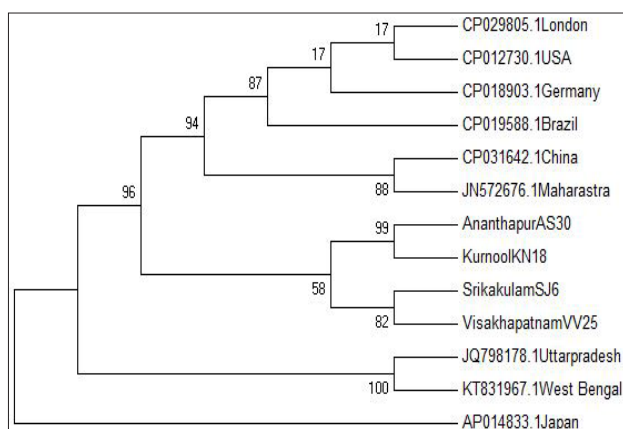 17
CP029805.1London
17
CP012730.1USA
87
CP018903.1Germany
94
CP019588.1Brazil
96
CP031642.1China
88
JN572676.1Maharastra
99
AnanthapurAS30
KurnoolKN18
58
SrikakulamSJ6
82
VisakhapatnamVV25
JQ798178.1Uttarpradesh
100
KT831967.1West Bengal
AP014833.1Japan